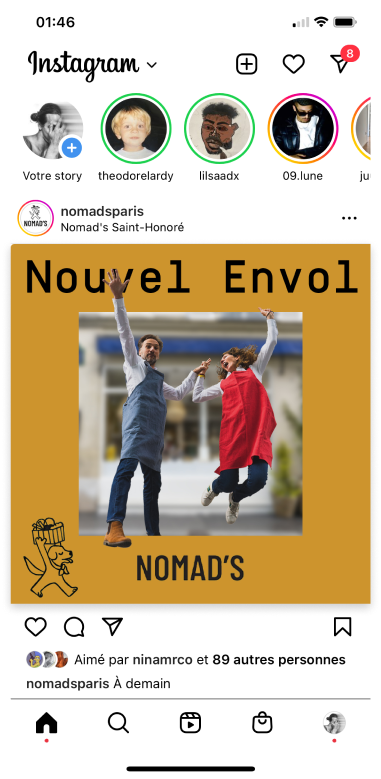 01:46
Instagram
8
Votre story
theodorelardy
lilsaadx
09.lune
NOMAD'S
nomadsparis
Nomad's Saint-Honoré
Nouvel Envol
NOMAD'S
Aimé par ninamrco et 89 autres personnes
nomadsparis À demain